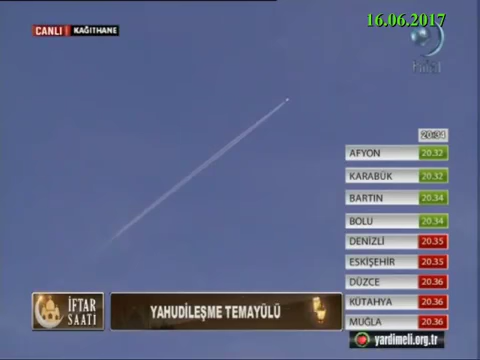 CANLI KAĞITHANE
16.06.2017
hilal
20:34
AFYON 20.32
KARABÜK 20.32
BARTIN 20.34
BOLU 20.34
DENİZLİ 20.35
ESKİŞEHİR 20.35
DÜZCE 20.36
KÜTAHYA 20.36
MUĞLA 20.36
İFTAR
SAATİ
YAHUDİLEŞME TEMAYÜLÜ
yardimeli.org.tr